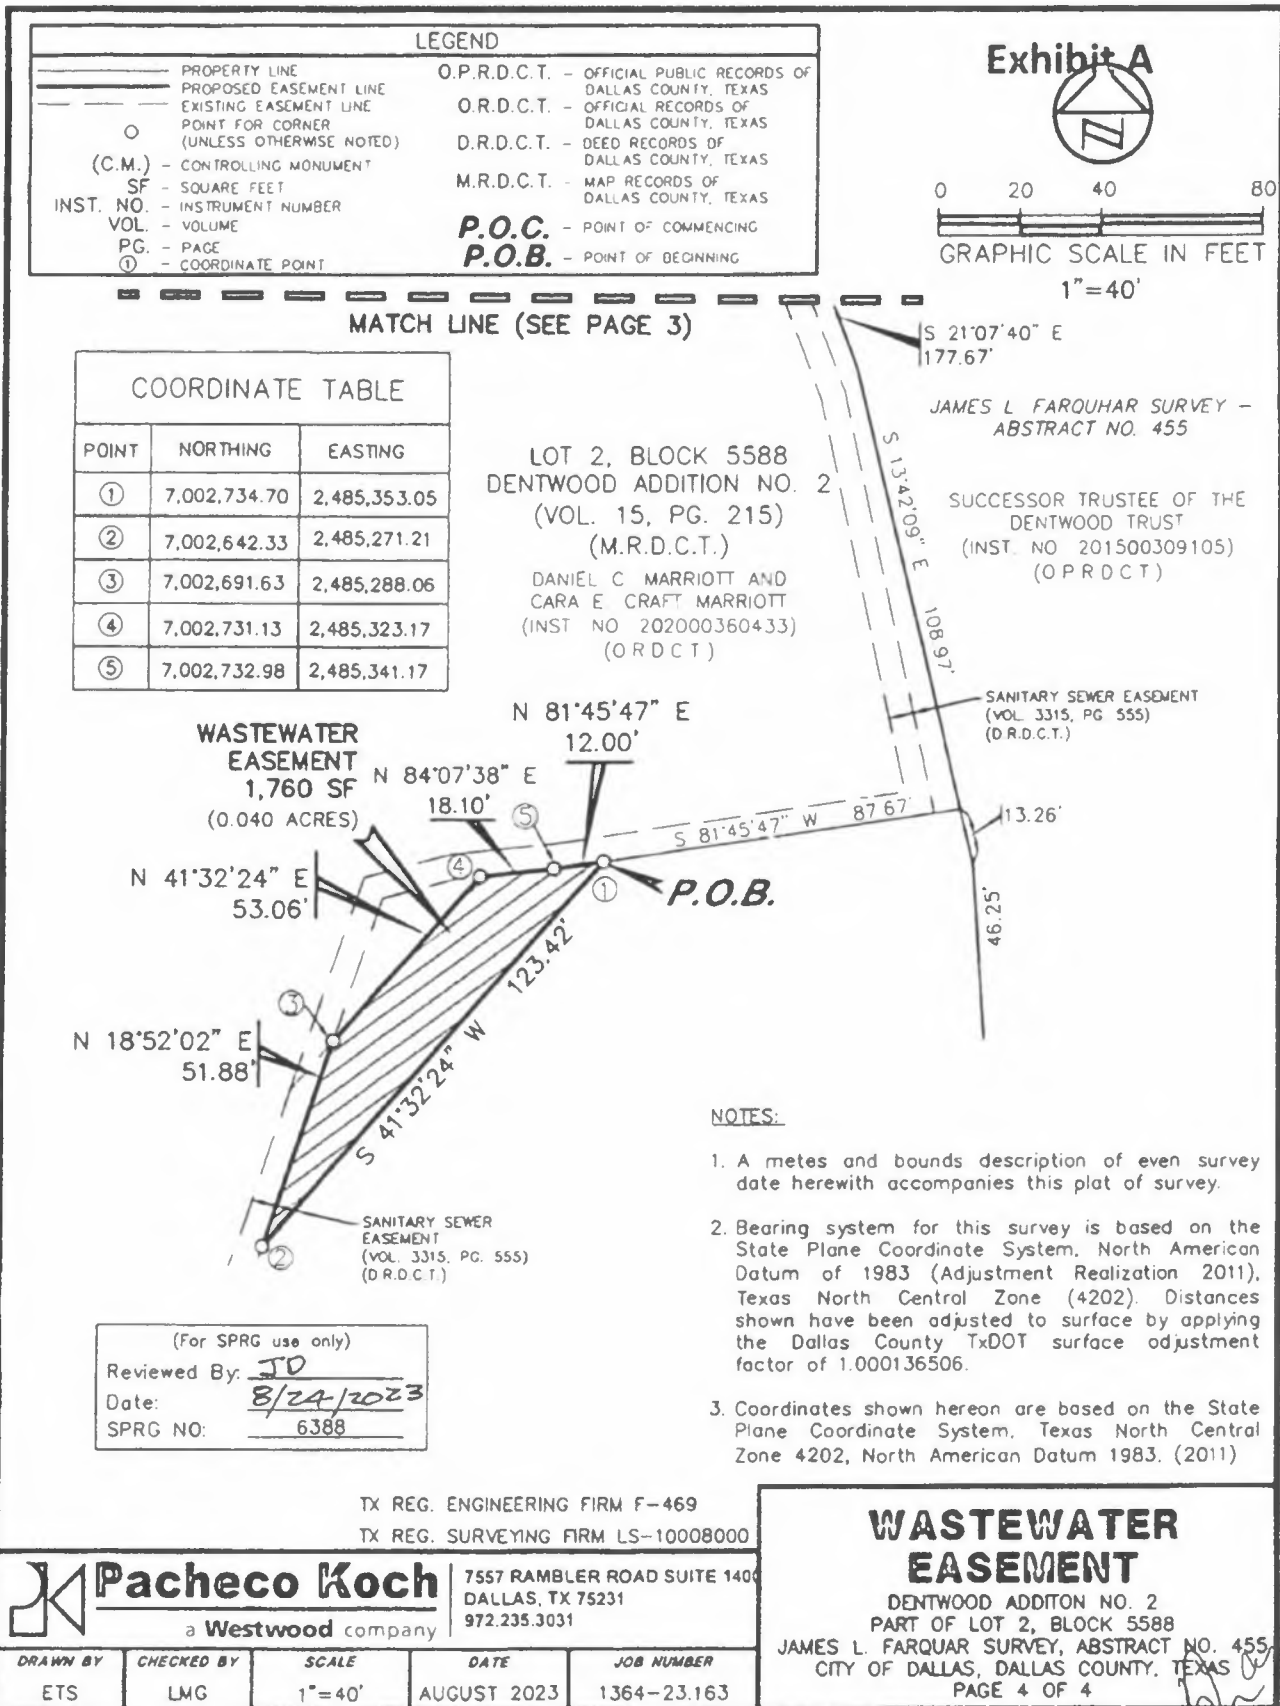 LEGEND
PROPERTY LINE
PROPOSED EASEMENT LINE
EXISTING EASEMENT LINE
POINT FOR CORNER
(UNLESS OTHERWISE NOTED)
(C.M.) - CONTROLLING MONUMENT
SF - SQUARE FEET
INST. NO. - INSTRUMENT NUMBER
VOL. - VOLUME
PG. - PAGE
① - COORDINATE POINT
O.P.R.D.C.T. - OFFICIAL PUBLIC RECORDS OF
DALLAS COUNTY, TEXAS
O.R.D.C.T. - OFFICIAL RECORDS OF
DALLAS COUNTY, TEXAS
D.R.D.C.T. - DEED RECORDS OF
DALLAS COUNTY, TEXAS
M.R.D.C.T. - MAP RECORDS OF
DALLAS COUNTY, TEXAS
P.O.C. - POINT OF COMMENCING
P.O.B. - POINT OF BEGINNING
Exhibit A
N
0 20 40 80
GRAPHIC SCALE IN FEET
1"=40'
MATCH LINE (SEE PAGE 3)
S 21°07'40" E
177.67'
JAMES L FARQUHAR SURVEY -
ABSTRACT NO. 455
COORDINATE TABLE
POINT NORTHING EASTING
① 7,002,734.70 2,485,353.05
② 7,002,642.33 2,485,271.21
③ 7,002,691.63 2,485,288.06
④ 7,002,731.13 2,485,323.17
⑤ 7,002,732.98 2,485,341.17
LOT 2, BLOCK 5588
DENTWOOD ADDITION NO. 2
(VOL. 15, PG. 215)
(M.R.D.C.T.)
DANIEL C MARRIOTT AND
CARA E CRAFT MARRIOTT
(INST NO 202000360433)
(ORDCT)
S 13°42'09" E 108.97'
SUCCESSOR TRUSTEE OF THE
DENTWOOD TRUST
(INST. NO 201500309105)
(OPRDCT)
SANITARY SEWER EASEMENT
(VOL 3315, PG 555)
(D.R.D.C.T.)
WASTEWATER
EASEMENT
1,760 SF
(0.040 ACRES)
N 81°45'47" E
12.00'
N 84°07'38" E
18.10'
S 81°45'47" W 87.67'
13.26'
46.25'
⑤
④
①
P.O.B.
N 41°32'24" E
53.06'
S 41°32'24" W 123.42'
③
N 18°52'02" E
51.88'
②
SANITARY SEWER
EASEMENT
(VOL. 3315, PG. 555)
(D.R.D.C.T.)
NOTES:
1. A metes and bounds description of even survey
date herewith accompanies this plat of survey.
2. Bearing system for this survey is based on the
State Plane Coordinate System, North American
Datum of 1983 (Adjustment Realization 2011),
Texas North Central Zone (4202). Distances
shown have been adjusted to surface by applying
the Dallas County TxDOT surface adjustment
factor of 1.000136506.
3. Coordinates shown hereon are based on the State
Plane Coordinate System, Texas North Central
Zone 4202, North American Datum 1983. (2011)
(For SPRG use only)
Reviewed By: JD
Date: 8/24/2023
SPRG NO: 6388
TX REG. ENGINEERING FIRM F-469
TX REG. SURVEYING FIRM LS-10008000
Pacheco Koch
a Westwood company
7557 RAMBLER ROAD SUITE 1400
DALLAS, TX 75231
972.235.3031
DRAWN BY CHECKED BY SCALE DATE JOB NUMBER
ETS LMG 1"=40' AUGUST 2023 1364-23.163
WASTEWATER
EASEMENT
DENTWOOD ADDITON NO. 2
PART OF LOT 2, BLOCK 5588
JAMES L. FARQUAR SURVEY, ABSTRACT NO. 455
CITY OF DALLAS, DALLAS COUNTY, TEXAS
PAGE 4 OF 4